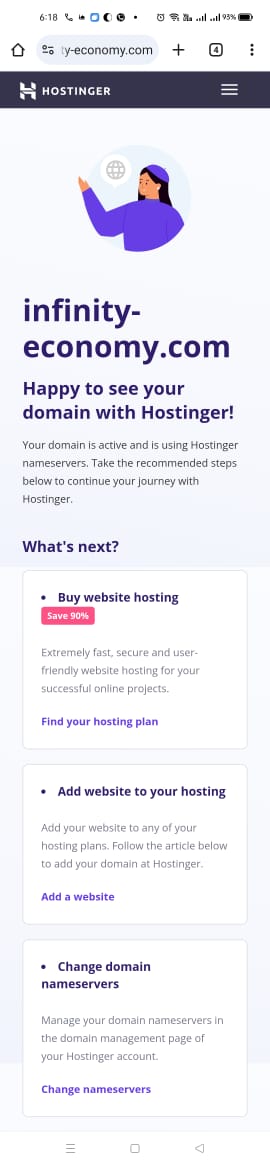 6:18
93%
ty-economy.com
4
HOSTINGER
infinity-
economy.com
Happy to see your
domain with Hostinger!
Your domain is active and is using Hostinger
nameservers. Take the recommended steps
below to continue your journey with
Hostinger.
What's next?
• Buy website hosting
Save 90%
Extremely fast, secure and user-
friendly website hosting for your
successful online projects.
Find your hosting plan
• Add website to your hosting
Add your website to any of your
hosting plans. Follow the article below
to add your domain at Hostinger.
Add a website
• Change domain
nameservers
Manage your domain nameservers in
the domain management page of
your Hostinger account.
Change nameservers